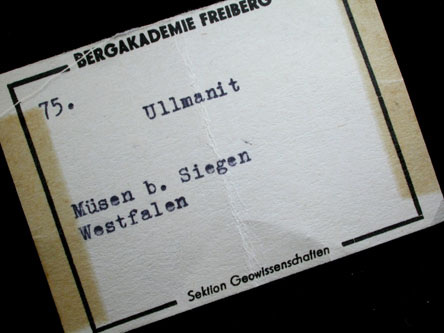 BERGAKADEMIE FREIBERG
75. Ullmanit
Müsen b. Siegen
Westfalen
Sektion Geowissenschaften